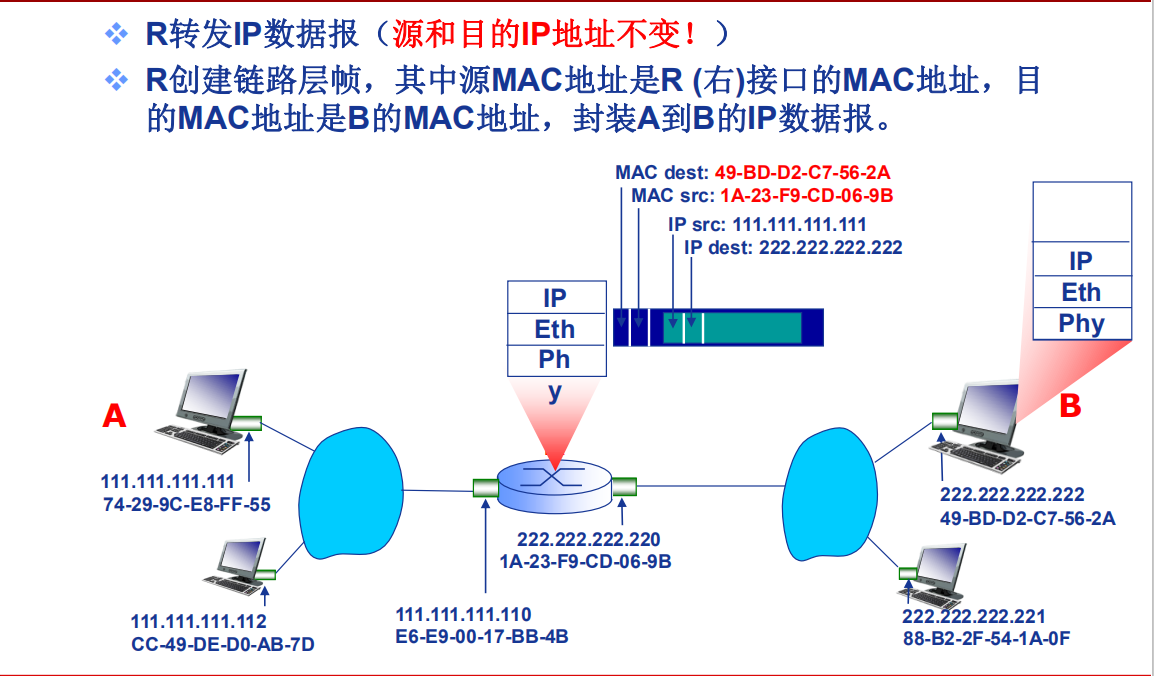 R转发IP数据报（源和目的IP地址不变！）
R创建链路层帧，其中源MAC地址是R (右)接口的MAC地址，目
的MAC地址是B的MAC地址，封装A到B的IP数据报。
MAC dest: 49-BD-D2-C7-56-2A
MAC src: 1A-23-F9-CD-06-9B
IP src: 111.111.111.111
IP dest: 222.222.222.222
IP
Eth
Phy
IP
Eth
Ph
y
A
B
111.111.111.111
74-29-9C-E8-FF-55
222.222.222.222
49-BD-D2-C7-56-2A
222.222.222.220
1A-23-F9-CD-06-9B
111.111.111.112
CC-49-DE-D0-AB-7D
111.111.111.110
E6-E9-00-17-BB-4B
222.222.222.221
88-B2-2F-54-1A-0F